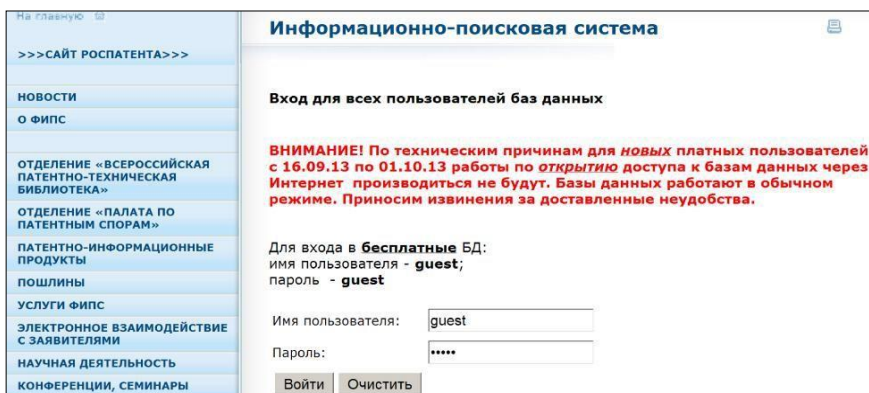 На главную
>>>САЙТ РОСПАТЕНТА>>>
НОВОСТИ
О ФИПС
ОТДЕЛЕНИЕ «ВСЕРОССИЙСКАЯ
ПАТЕНТНО-ТЕХНИЧЕСКАЯ
БИБЛИОТЕКА»
ОТДЕЛЕНИЕ «ПАЛАТА ПО
ПАТЕНТНЫМ СПОРАМ»
ПАТЕНТНО-ИНФОРМАЦИОННЫЕ
ПРОДУКТЫ
ПОШЛИНЫ
УСЛУГИ ФИПС
ЭЛЕКТРОННОЕ ВЗАИМОДЕЙСТВИЕ
С ЗАЯВИТЕЛЯМИ
НАУЧНАЯ ДЕЯТЕЛЬНОСТЬ
КОНФЕРЕНЦИИ, СЕМИНАРЫ
Информационно-поисковая система
Вход для всех пользователей баз данных
ВНИМАНИЕ! По техническим причинам для новых платных пользователей
с 16.09.13 по 01.10.13 работы по открытию доступа к базам данных через
Интернет производиться не будут. Базы данных работают в обычном
режиме. Приносим извинения за доставленные неудобства.
Для входа в бесплатные БД:
имя пользователя - guest;
пароль - guest
Имя пользователя: guest
Пароль: •••••
Войти Очистить